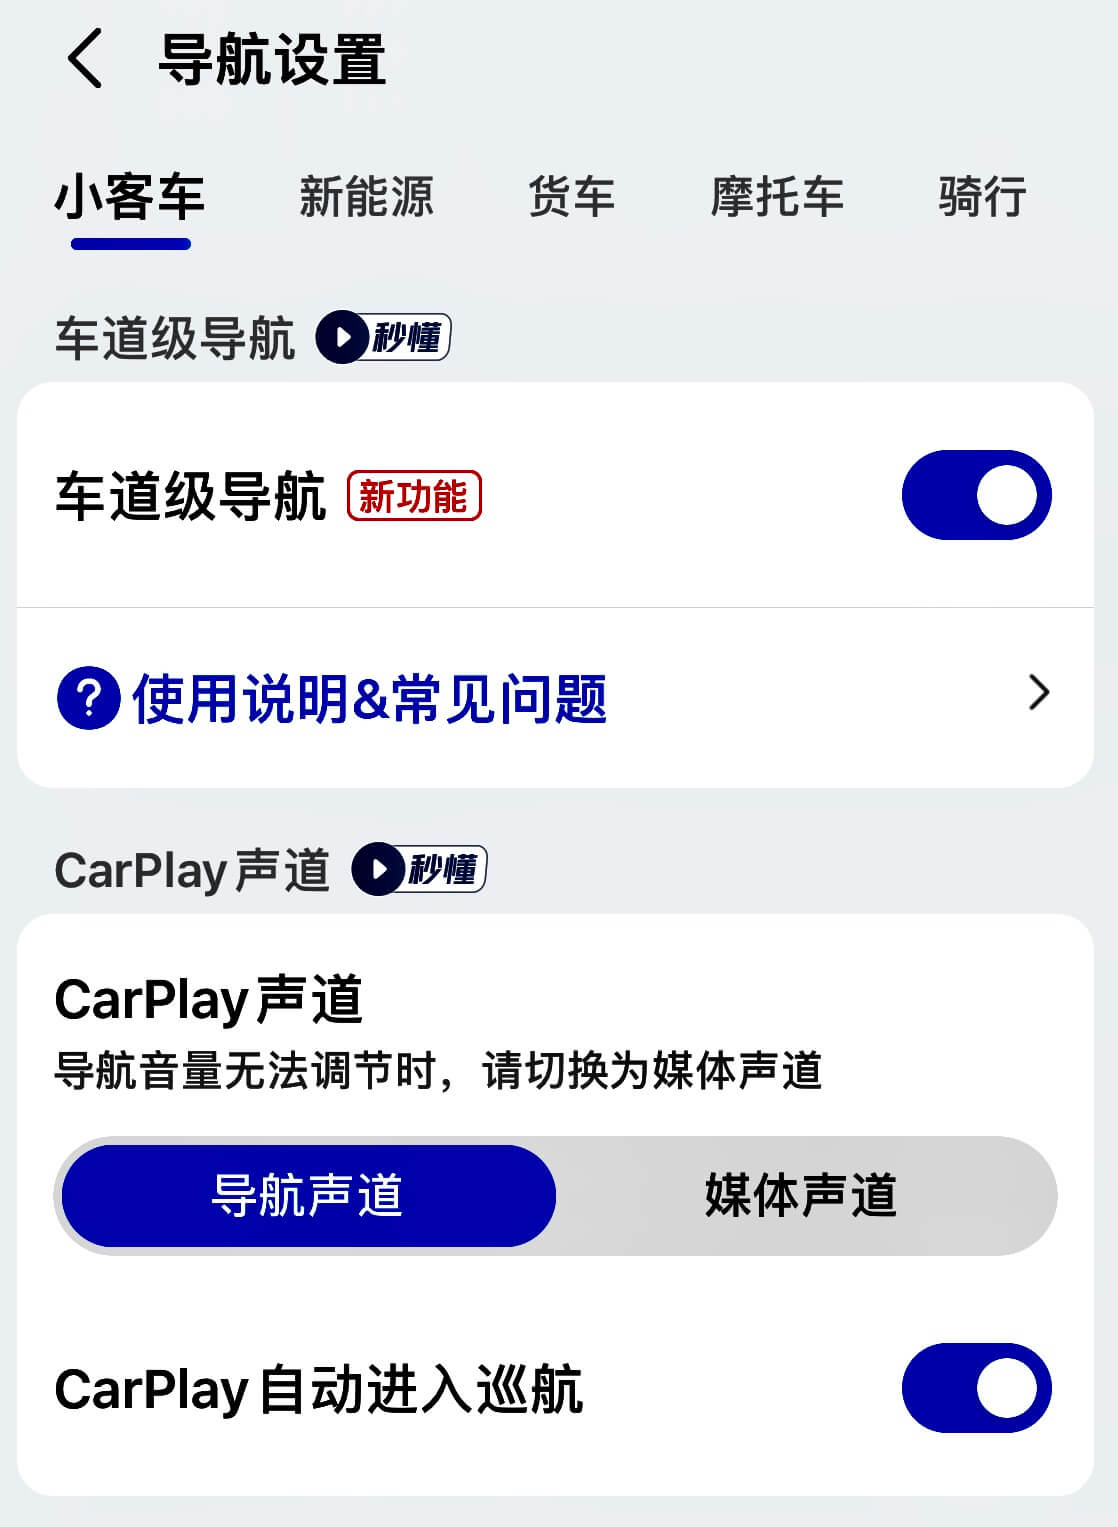 导航设置
小客车 新能源 货车 摩托车 骑行
车道级导航 秒懂
车道级导航 新功能
?使用说明&常见问题
CarPlay声道 秒懂
CarPlay声道
导航音量无法调节时，请切换为媒体声道
导航声道 媒体声道
CarPlay自动进入巡航